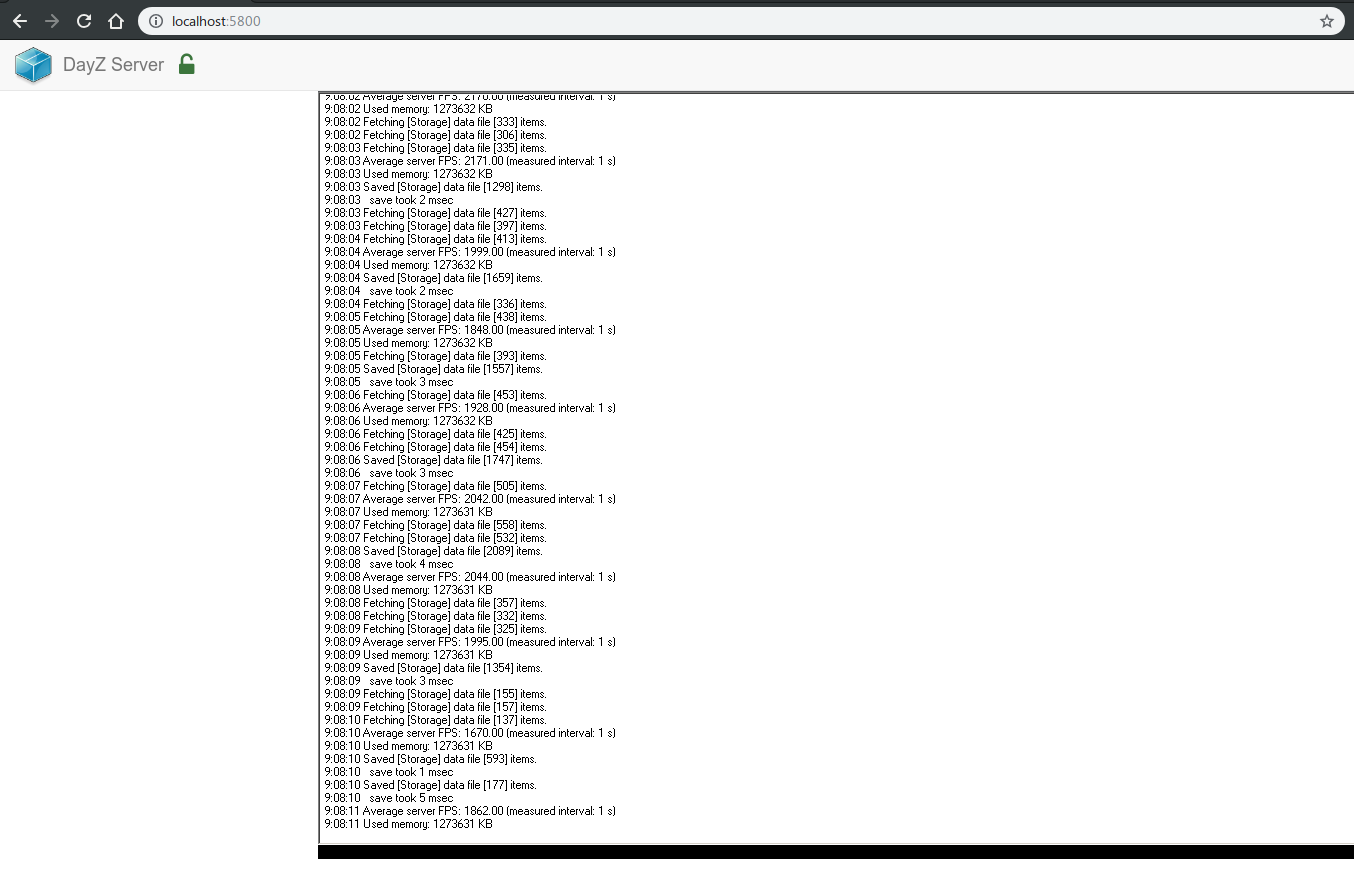 localhost:5800
DayZ Server
9:08:02 Average server FPS: 2170.00 (measured interval: 1 s)
9:08:02 Used memory: 1273632 KB
9:08:02 Fetching [Storage] data file [333] items.
9:08:02 Fetching [Storage] data file [306] items.
9:08:03 Fetching [Storage] data file [335] items.
9:08:03 Average server FPS: 2171.00 (measured interval: 1 s)
9:08:03 Used memory: 1273632 KB
9:08:03 Saved [Storage] data file [1298] items.
9:08:03 save took 2 msec
9:08:03 Fetching [Storage] data file [427] items.
9:08:03 Fetching [Storage] data file [397] items.
9:08:04 Fetching [Storage] data file [413] items.
9:08:04 Average server FPS: 1999.00 (measured interval: 1 s)
9:08:04 Used memory: 1273632 KB
9:08:04 Saved [Storage] data file [1659] items.
9:08:04 save took 2 msec
9:08:04 Fetching [Storage] data file [336] items.
9:08:05 Fetching [Storage] data file [438] items.
9:08:05 Average server FPS: 1848.00 (measured interval: 1 s)
9:08:05 Used memory: 1273632 KB
9:08:05 Fetching [Storage] data file [393] items.
9:08:05 Saved [Storage] data file [1557] items.
9:08:05 save took 3 msec
9:08:06 Fetching [Storage] data file [453] items.
9:08:06 Average server FPS: 1928.00 (measured interval: 1 s)
9:08:06 Used memory: 1273632 KB
9:08:06 Fetching [Storage] data file [425] items.
9:08:06 Fetching [Storage] data file [454] items.
9:08:06 Saved [Storage] data file [1747] items.
9:08:06 save took 3 msec
9:08:07 Fetching [Storage] data file [505] items.
9:08:07 Average server FPS: 2042.00 (measured interval: 1 s)
9:08:07 Used memory: 1273631 KB
9:08:07 Fetching [Storage] data file [558] items.
9:08:07 Fetching [Storage] data file [532] items.
9:08:08 Saved [Storage] data file [2089] items.
9:08:08 save took 4 msec
9:08:08 Average server FPS: 2044.00 (measured interval: 1 s)
9:08:08 Used memory: 1273631 KB
9:08:08 Fetching [Storage] data file [357] items.
9:08:08 Fetching [Storage] data file [332] items.
9:08:09 Fetching [Storage] data file [325] items.
9:08:09 Average server FPS: 1995.00 (measured interval: 1 s)
9:08:09 Used memory: 1273631 KB
9:08:09 Saved [Storage] data file [1354] items.
9:08:09 save took 3 msec
9:08:09 Fetching [Storage] data file [155] items.
9:08:09 Fetching [Storage] data file [157] items.
9:08:10 Fetching [Storage] data file [137] items.
9:08:10 Average server FPS: 1670.00 (measured interval: 1 s)
9:08:10 Used memory: 1273631 KB
9:08:10 Saved [Storage] data file [593] items.
9:08:10 save took 1 msec
9:08:10 Saved [Storage] data file [177] items.
9:08:10 save took 5 msec
9:08:11 Average server FPS: 1862.00 (measured interval: 1 s)
9:08:11 Used memory: 1273631 KB